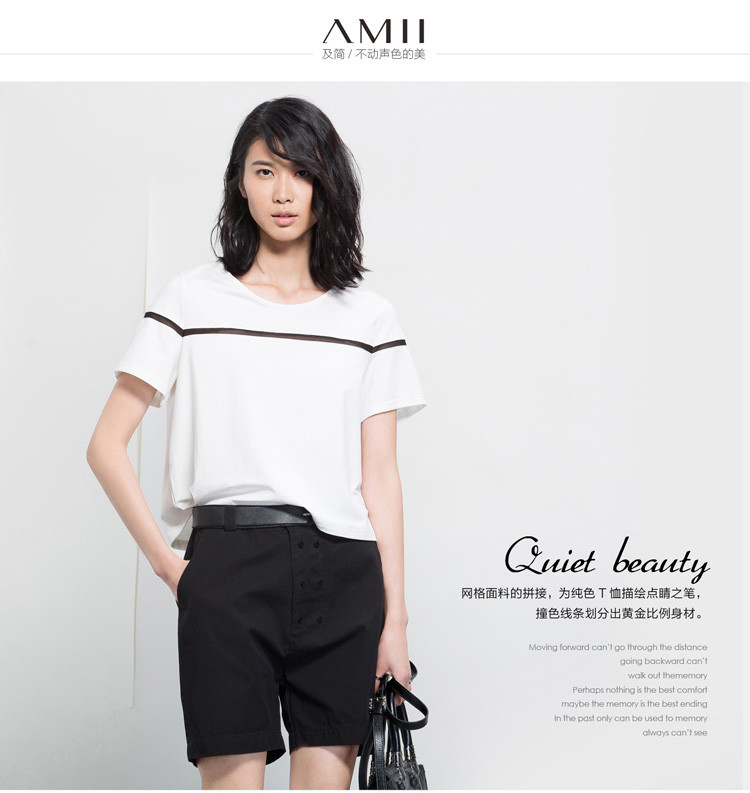 AMII
及简/不动声色的美
Quiet beauty
网格面料的拼接，为纯色T恤描绘点睛之笔，
撞色线条划分出黄金比例身材。
Moving forward can't go through the distance
going backward can't
walk out thememory
Perhaps nothing is the best comfort
maybe the memory is the best ending
In the past only can be used to memory
always can't see